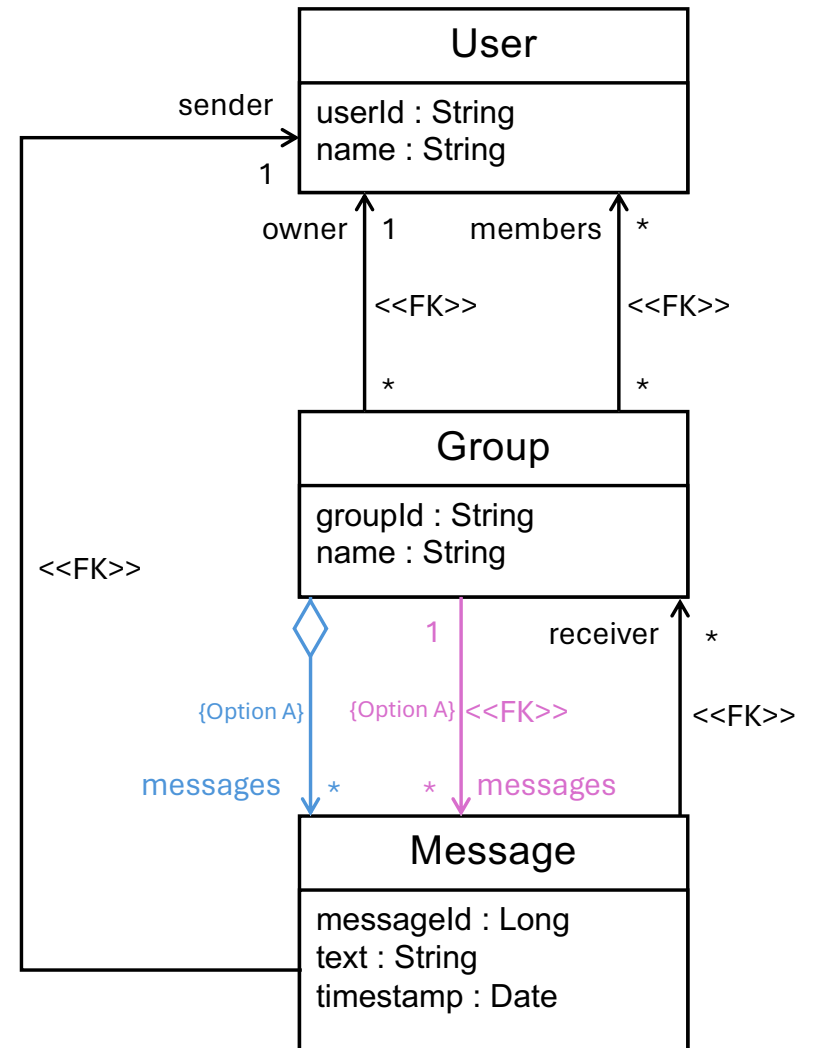 User
sender
userId : String
name : String
1
owner 1
members *
<<FK>>
<<FK>>
*
*
Group
groupId : String
name : String
<<FK>>
1
receiver *
{Option A}
{Option A} <<FK>>
<<FK>>
messages *
* messages
Message
messageId : Long
text : String
timestamp : Date